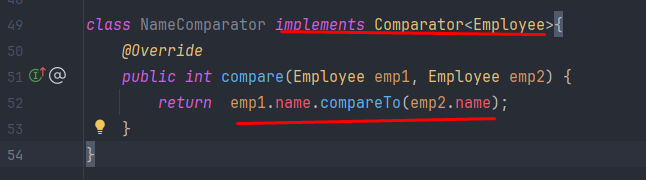 49 class NameComparator implements Comparator<Employee>{
50 @Override
51 @ public int compare(Employee emp1, Employee emp2) {
52 return emp1.name.compareTo(emp2.name);
53 }
54 }